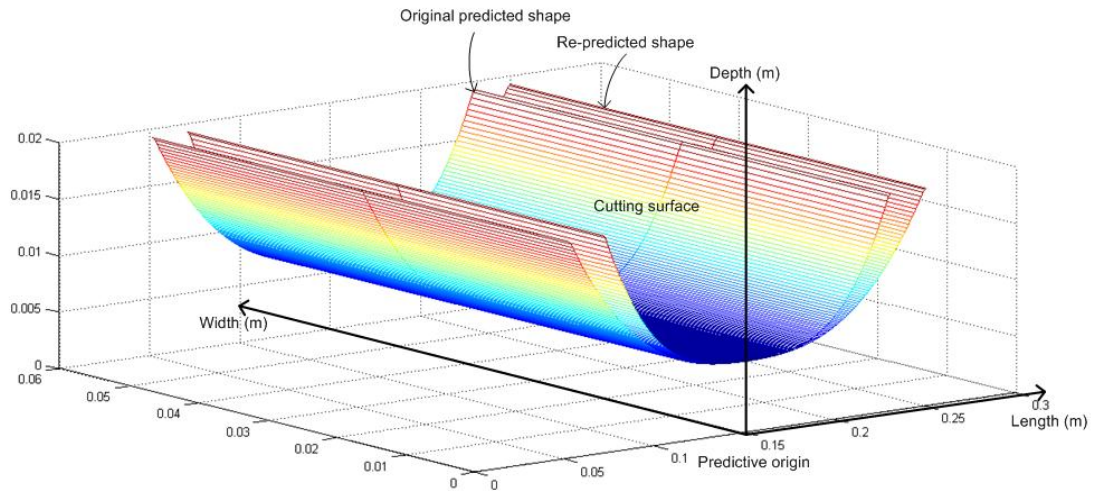 Original predicted shape
Re-predicted shape
Depth (m)
0.02
0.015
0.01
0.005
0
Cutting surface
Width (m)
0.06
0.05
0.04
0.03
0.02
0.01
0
0
0.05
0.1
0.15
0.2
0.25
0.3
Length (m)
Predictive origin